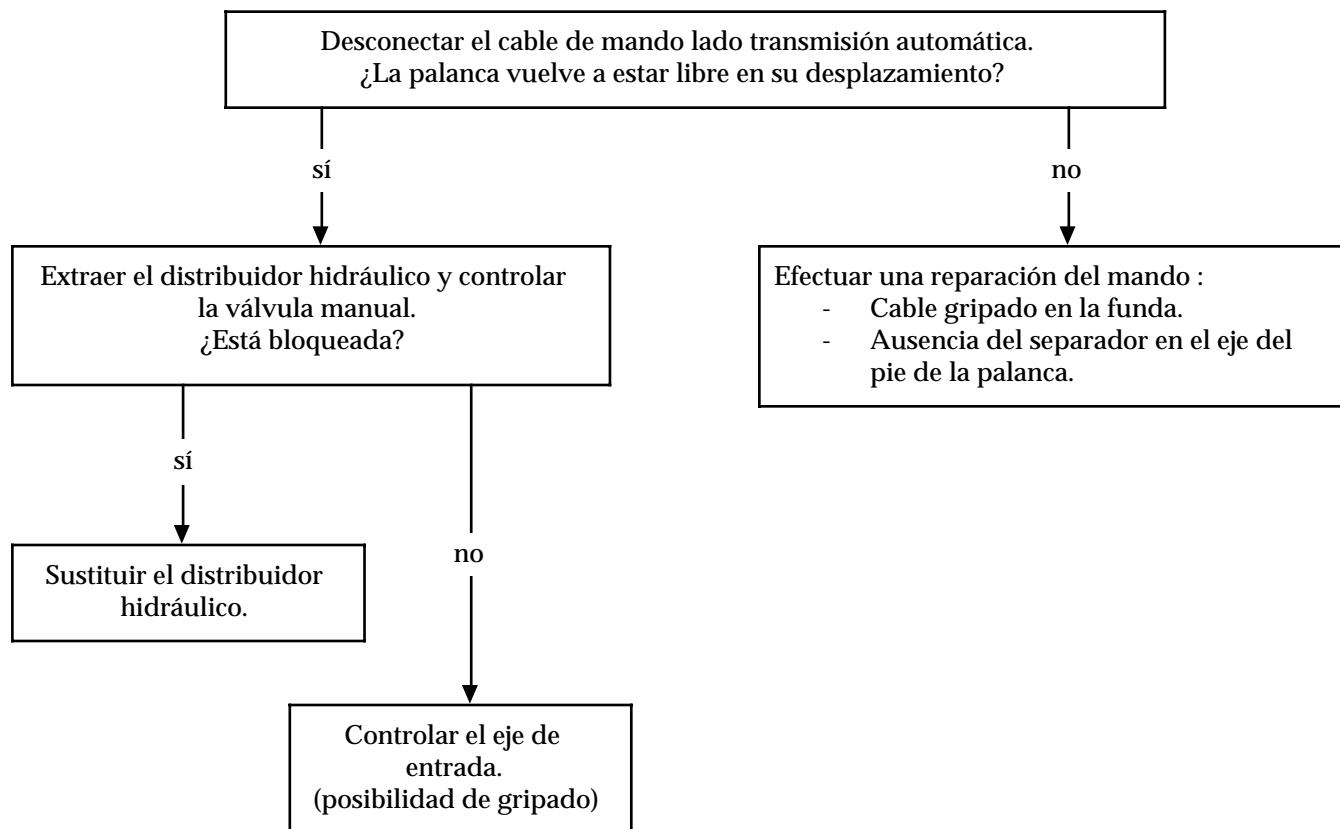 Desconectar el cable de mando lado transmisión automática.
¿La palanca vuelve a estar libre en su desplazamiento?
sí
no
Extraer el distribuidor hidráulico y controlar
la válvula manual.
¿Está bloqueada?
Efectuar una reparación del mando :
- Cable gripado en la funda.
- Ausencia del separador en el eje del
pie de la palanca.
sí
no
Sustituir el distribuidor
hidráulico.
Controlar el eje de
entrada.
(posibilidad de gripado)